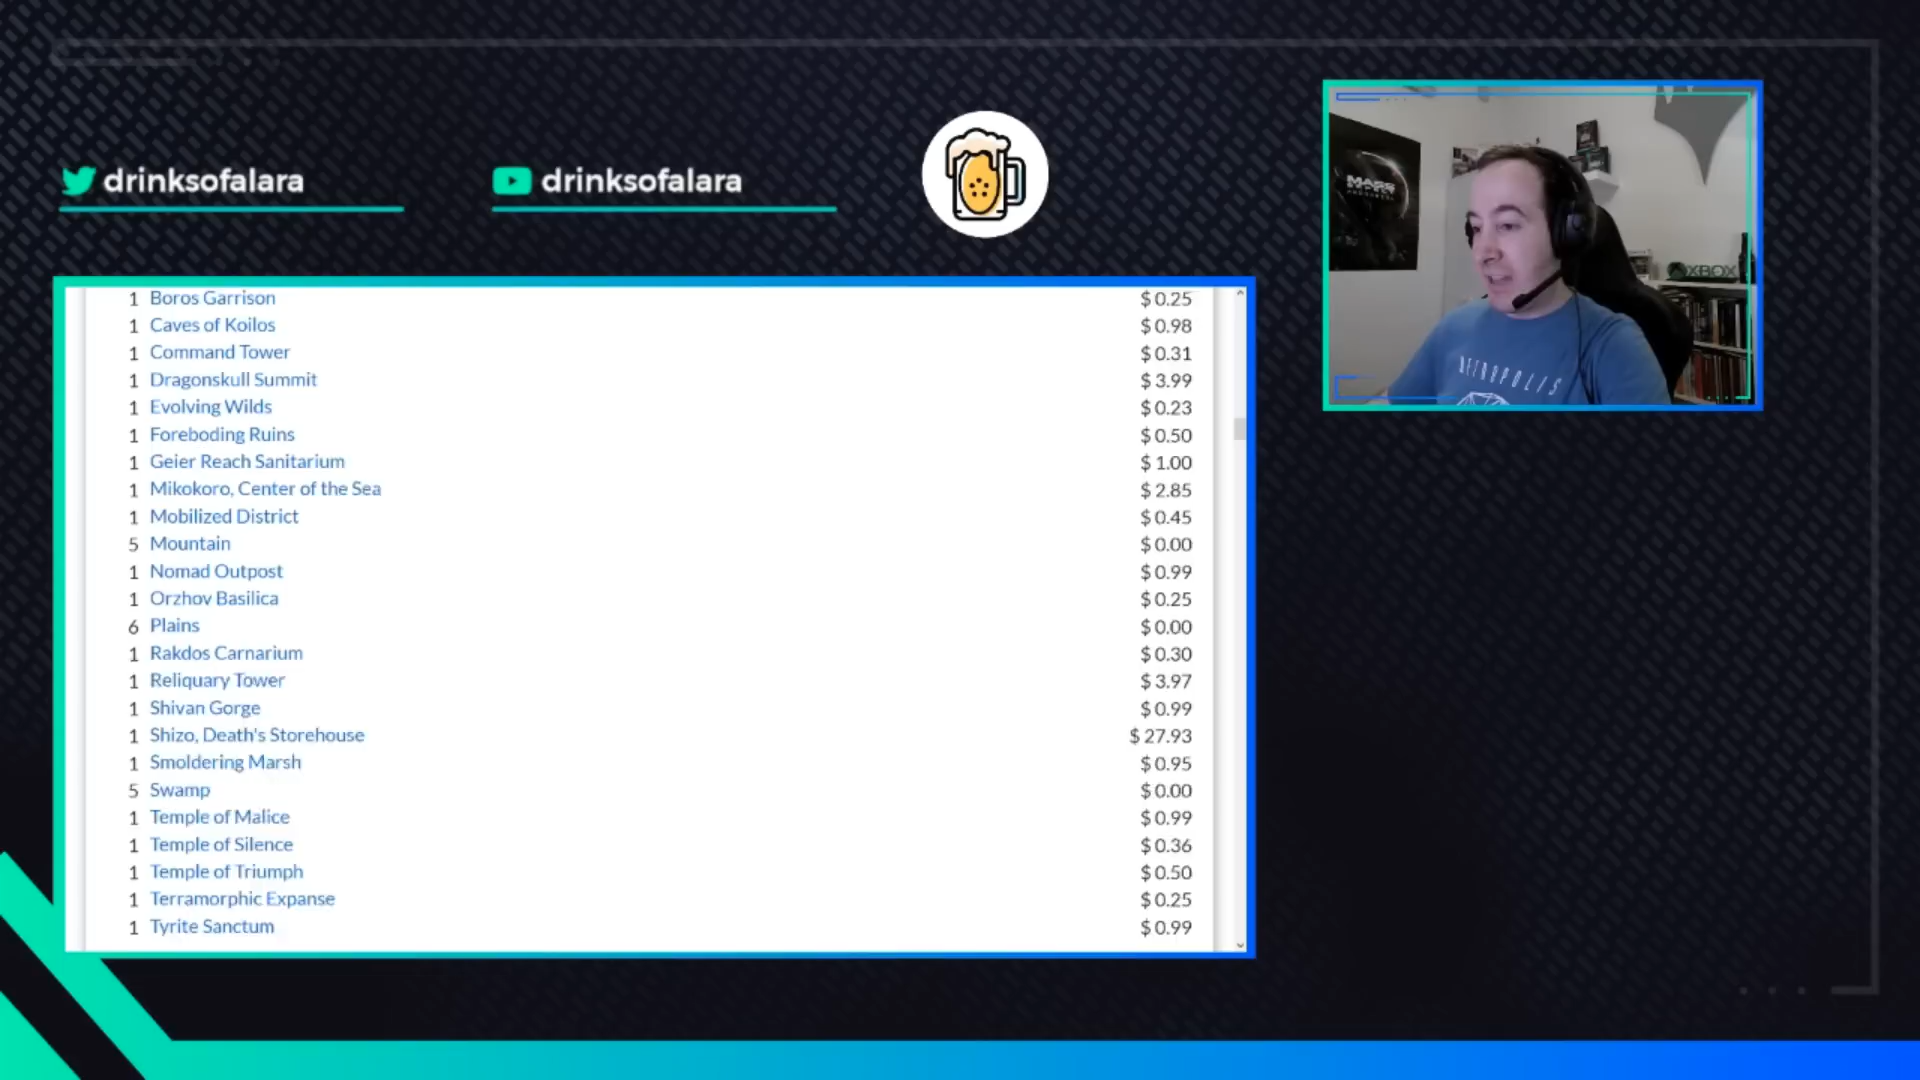 drinksofalara
drinksofalara
MASS
XBOX
METROPOLIS
1 Boros Garrison $ 0.25
1 Caves of Koilos $ 0.98
1 Command Tower $ 0.31
1 Dragonskull Summit $ 3.99
1 Evolving Wilds $ 0.23
1 Foreboding Ruins $ 0.50
1 Geier Reach Sanitarium $ 1.00
1 Mikokoro, Center of the Sea $ 2.85
1 Mobilized District $ 0.45
5 Mountain $ 0.00
1 Nomad Outpost $ 0.99
1 Orzhov Basilica $ 0.25
6 Plains $ 0.00
1 Rakdos Carnarium $ 0.30
1 Reliquary Tower $ 3.97
1 Shivan Gorge $ 0.99
1 Shizo, Death's Storehouse $ 27.93
1 Smoldering Marsh $ 0.95
5 Swamp $ 0.00
1 Temple of Malice $ 0.99
1 Temple of Silence $ 0.36
1 Temple of Triumph $ 0.50
1 Terramorphic Expanse $ 0.25
1 Tyrite Sanctum $ 0.99